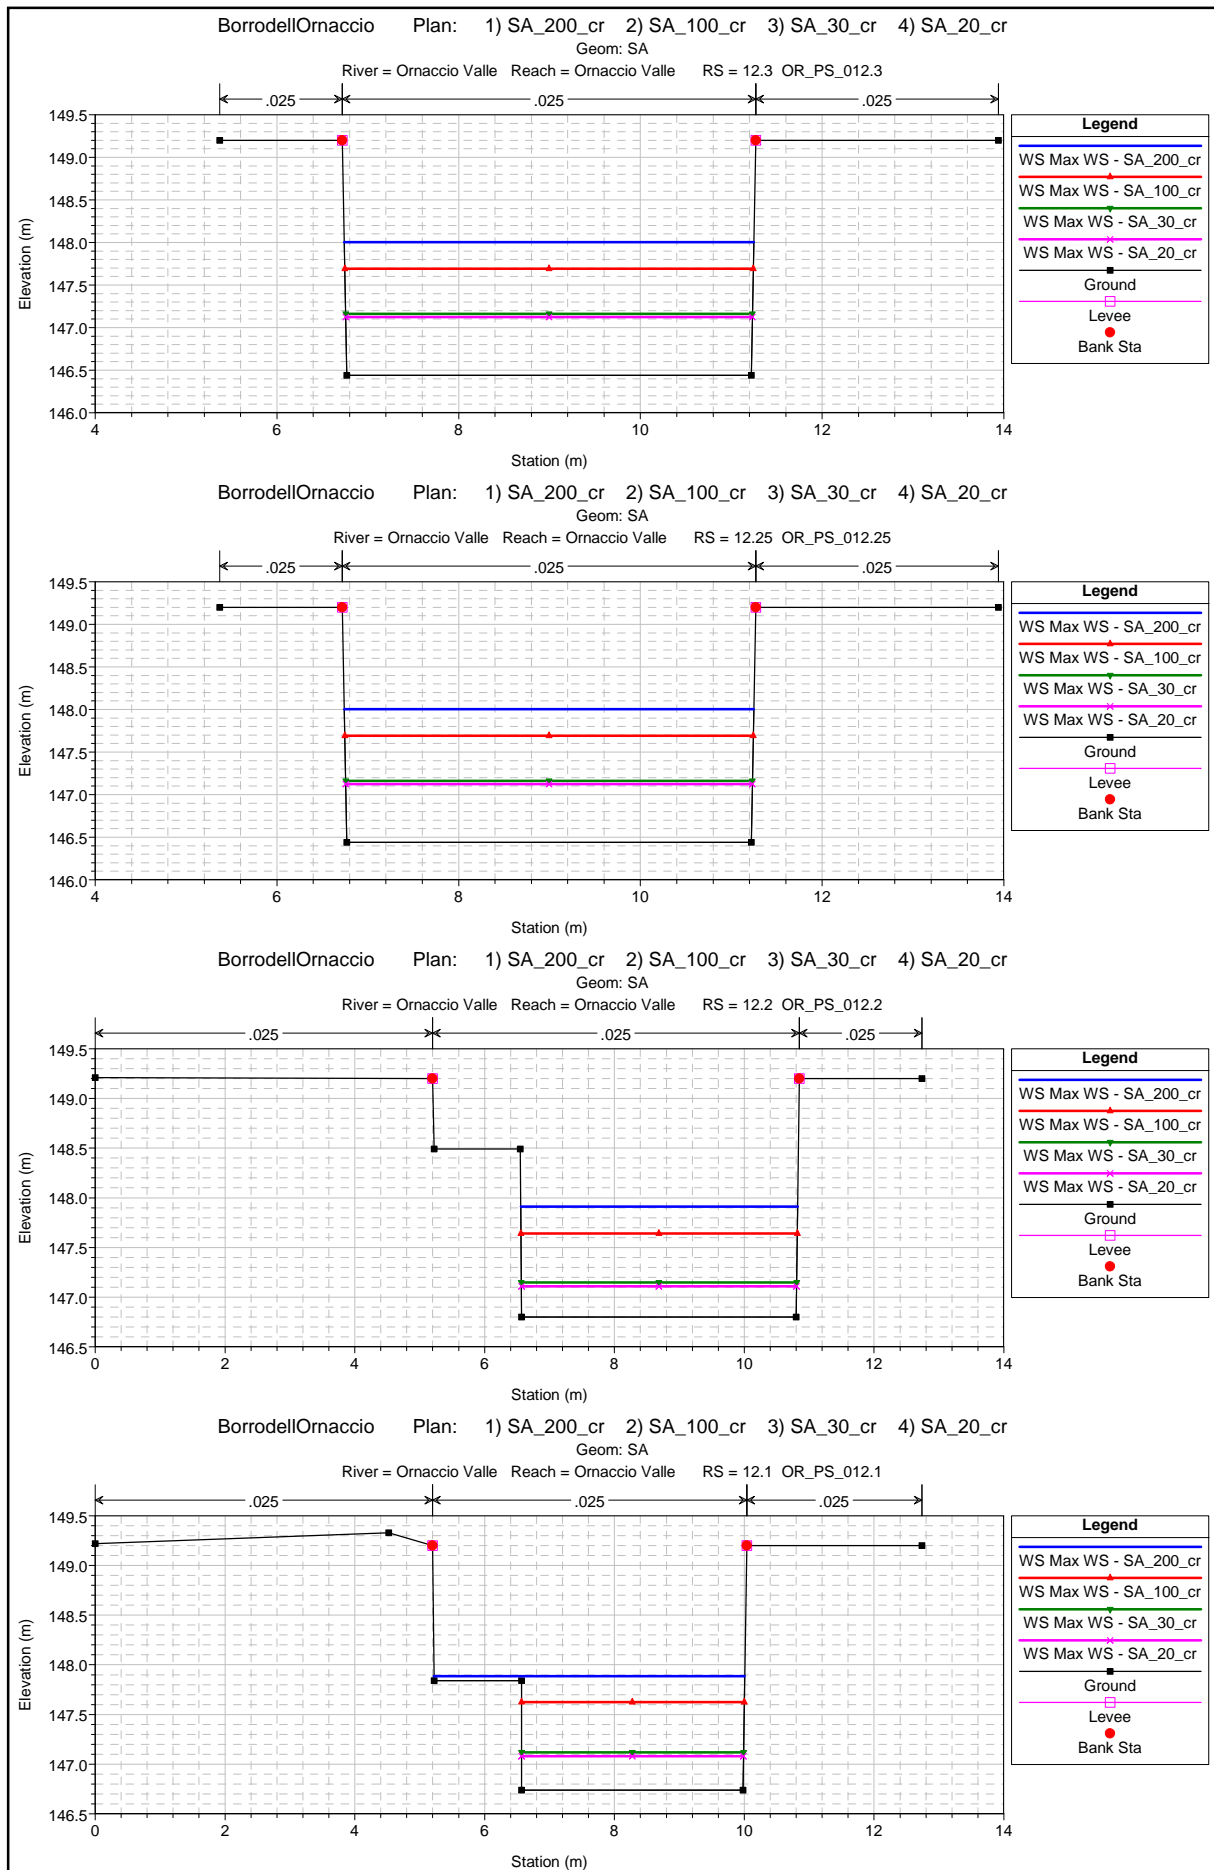 BorrodellOrnaccio Plan: 1) SA_200_cr 2) SA_100_cr 3) SA_30_cr 4) SA_20_cr
Geom: SA
River = Ornaccio Valle Reach = Ornaccio Valle RS = 12.3 OR_PS_012.3
.025 .025 .025
149.5
149.0
148.5
148.0
147.5
147.0
146.5
146.0
Elevation (m)
4 6 8 10 12 14
Station (m)
Legend
WS Max WS - SA_200_cr
WS Max WS - SA_100_cr
WS Max WS - SA_30_cr
WS Max WS - SA_20_cr
Ground
Levee
Bank Sta
BorrodellOrnaccio Plan: 1) SA_200_cr 2) SA_100_cr 3) SA_30_cr 4) SA_20_cr
Geom: SA
River = Ornaccio Valle Reach = Ornaccio Valle RS = 12.25 OR_PS_012.25
.025 .025 .025
149.5
149.0
148.5
148.0
147.5
147.0
146.5
146.0
Elevation (m)
4 6 8 10 12 14
Station (m)
Legend
WS Max WS - SA_200_cr
WS Max WS - SA_100_cr
WS Max WS - SA_30_cr
WS Max WS - SA_20_cr
Ground
Levee
Bank Sta
BorrodellOrnaccio Plan: 1) SA_200_cr 2) SA_100_cr 3) SA_30_cr 4) SA_20_cr
Geom: SA
River = Ornaccio Valle Reach = Ornaccio Valle RS = 12.2 OR_PS_012.2
.025 .025 .025
149.5
149.0
148.5
148.0
147.5
147.0
146.5
Elevation (m)
0 2 4 6 8 10 12 14
Station (m)
Legend
WS Max WS - SA_200_cr
WS Max WS - SA_100_cr
WS Max WS - SA_30_cr
WS Max WS - SA_20_cr
Ground
Levee
Bank Sta
BorrodellOrnaccio Plan: 1) SA_200_cr 2) SA_100_cr 3) SA_30_cr 4) SA_20_cr
Geom: SA
River = Ornaccio Valle Reach = Ornaccio Valle RS = 12.1 OR_PS_012.1
.025 .025 .025
149.5
149.0
148.5
148.0
147.5
147.0
146.5
Elevation (m)
0 2 4 6 8 10 12 14
Station (m)
Legend
WS Max WS - SA_200_cr
WS Max WS - SA_100_cr
WS Max WS - SA_30_cr
WS Max WS - SA_20_cr
Ground
Levee
Bank Sta